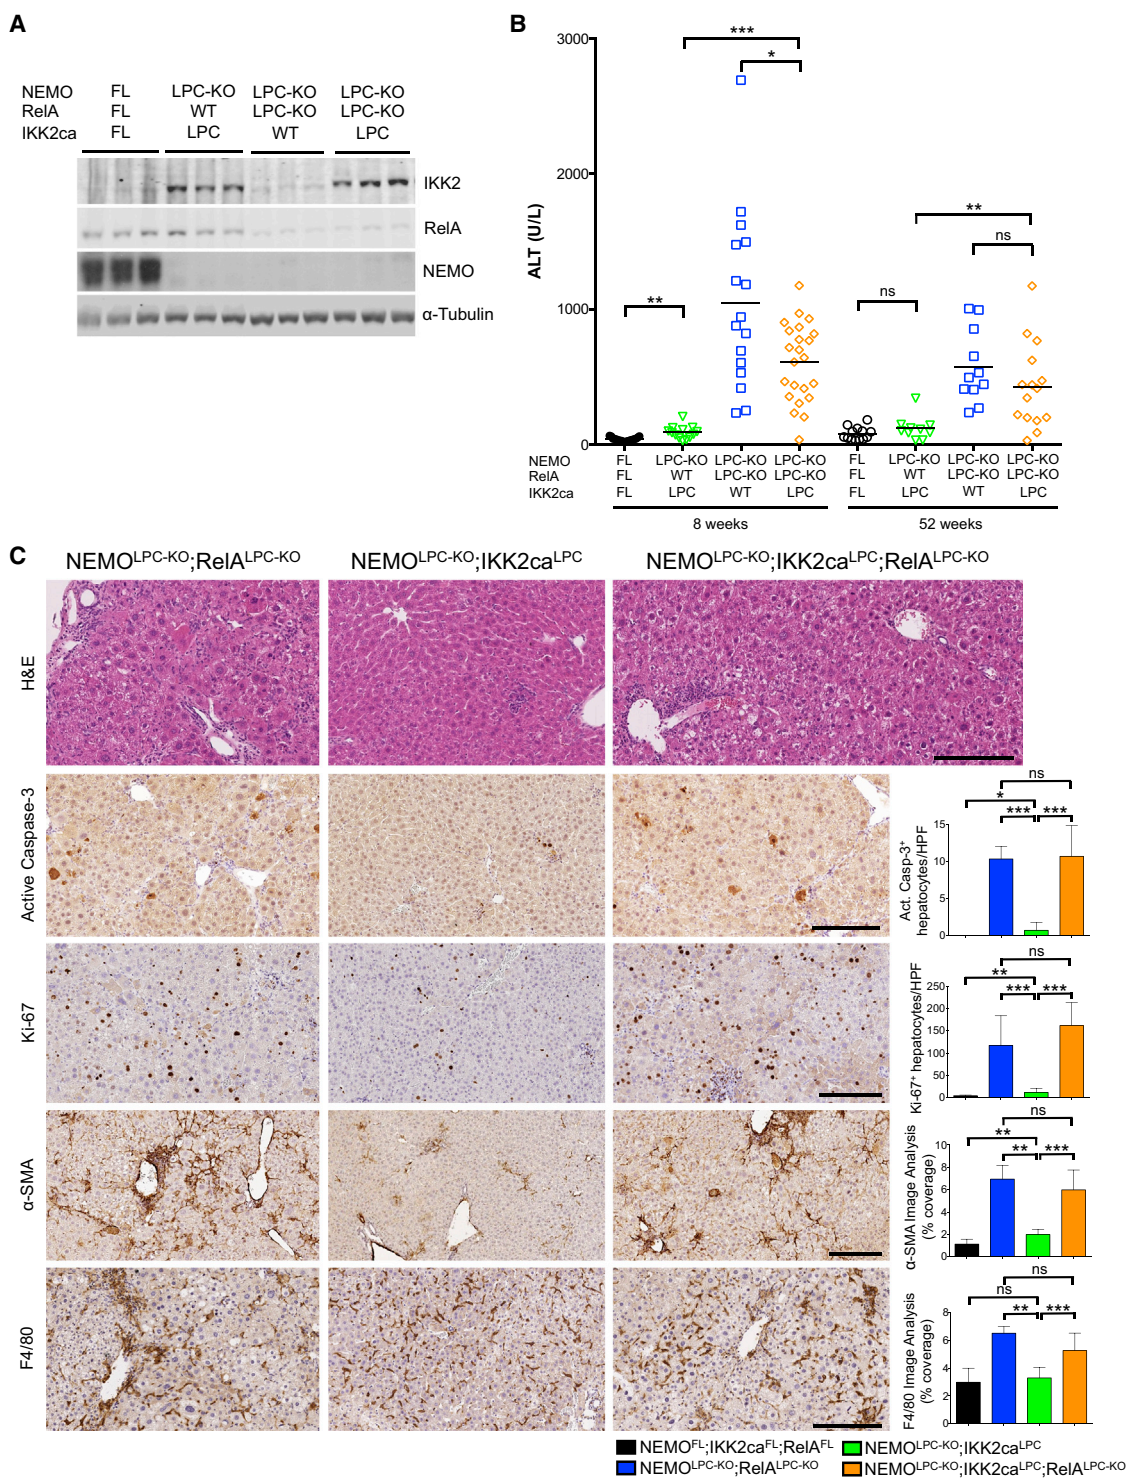 A
NEMO FL LPC-KO LPC-KO LPC-KO
RelA FL WT LPC-KO LPC-KO
IKK2ca FL LPC WT LPC
IKK2
RelA
NEMO
α-Tubulin
B
3000
2000
1000
0
ALT (U/L)
*** * ** ns ** ns
NEMO FL LPC-KO LPC-KO LPC-KO FL LPC-KO LPC-KO LPC-KO
RelA FL WT LPC-KO LPC-KO FL WT LPC-KO LPC-KO
IKK2ca FL LPC WT LPC FL LPC WT LPC
8 weeks 52 weeks
C
NEMOLPC-KO;RelALPC-KO NEMOLPC-KO;IKK2caLPC NEMOLPC-KO;IKK2caLPC;RelALPC-KO
H&E
Active Caspase-3
ns
*
*** ***
Act. Casp-3+
hepatocytes/HPF
15
10
5
0
Ki-67
ns
**
*** ***
Ki-67+ hepatocytes/HPF
250
200
150
100
50
0
α-SMA
ns
**
** ***
α-SMA Image Analysis
(% coverage)
10
8
6
4
2
0
F4/80
ns
ns
** ***
F4/80 Image Analysis
(% coverage)
8
6
4
2
0
NEMOFL;IKK2caFL;RelAFL NEMOLPC-KO;IKK2caLPC
NEMOLPC-KO;RelALPC-KO NEMOLPC-KO;IKK2caLPC;RelALPC-KO